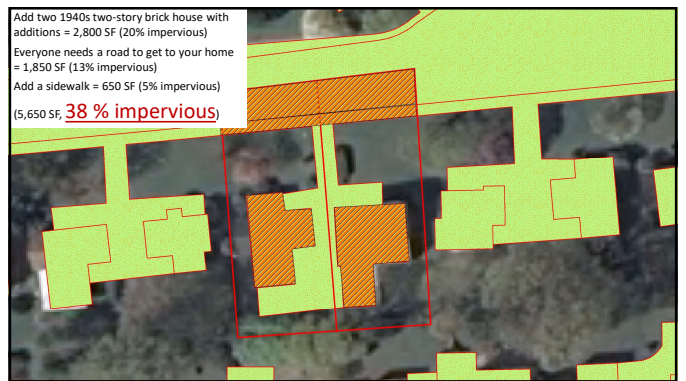 Add two 1940s two-story brick house with
additions = 2,800 SF (20% impervious)
Everyone needs a road to get to your home
= 1,850 SF (13% impervious)
Add a sidewalk = 650 SF (5% impervious)
(5,650 SF, 38 % impervious)